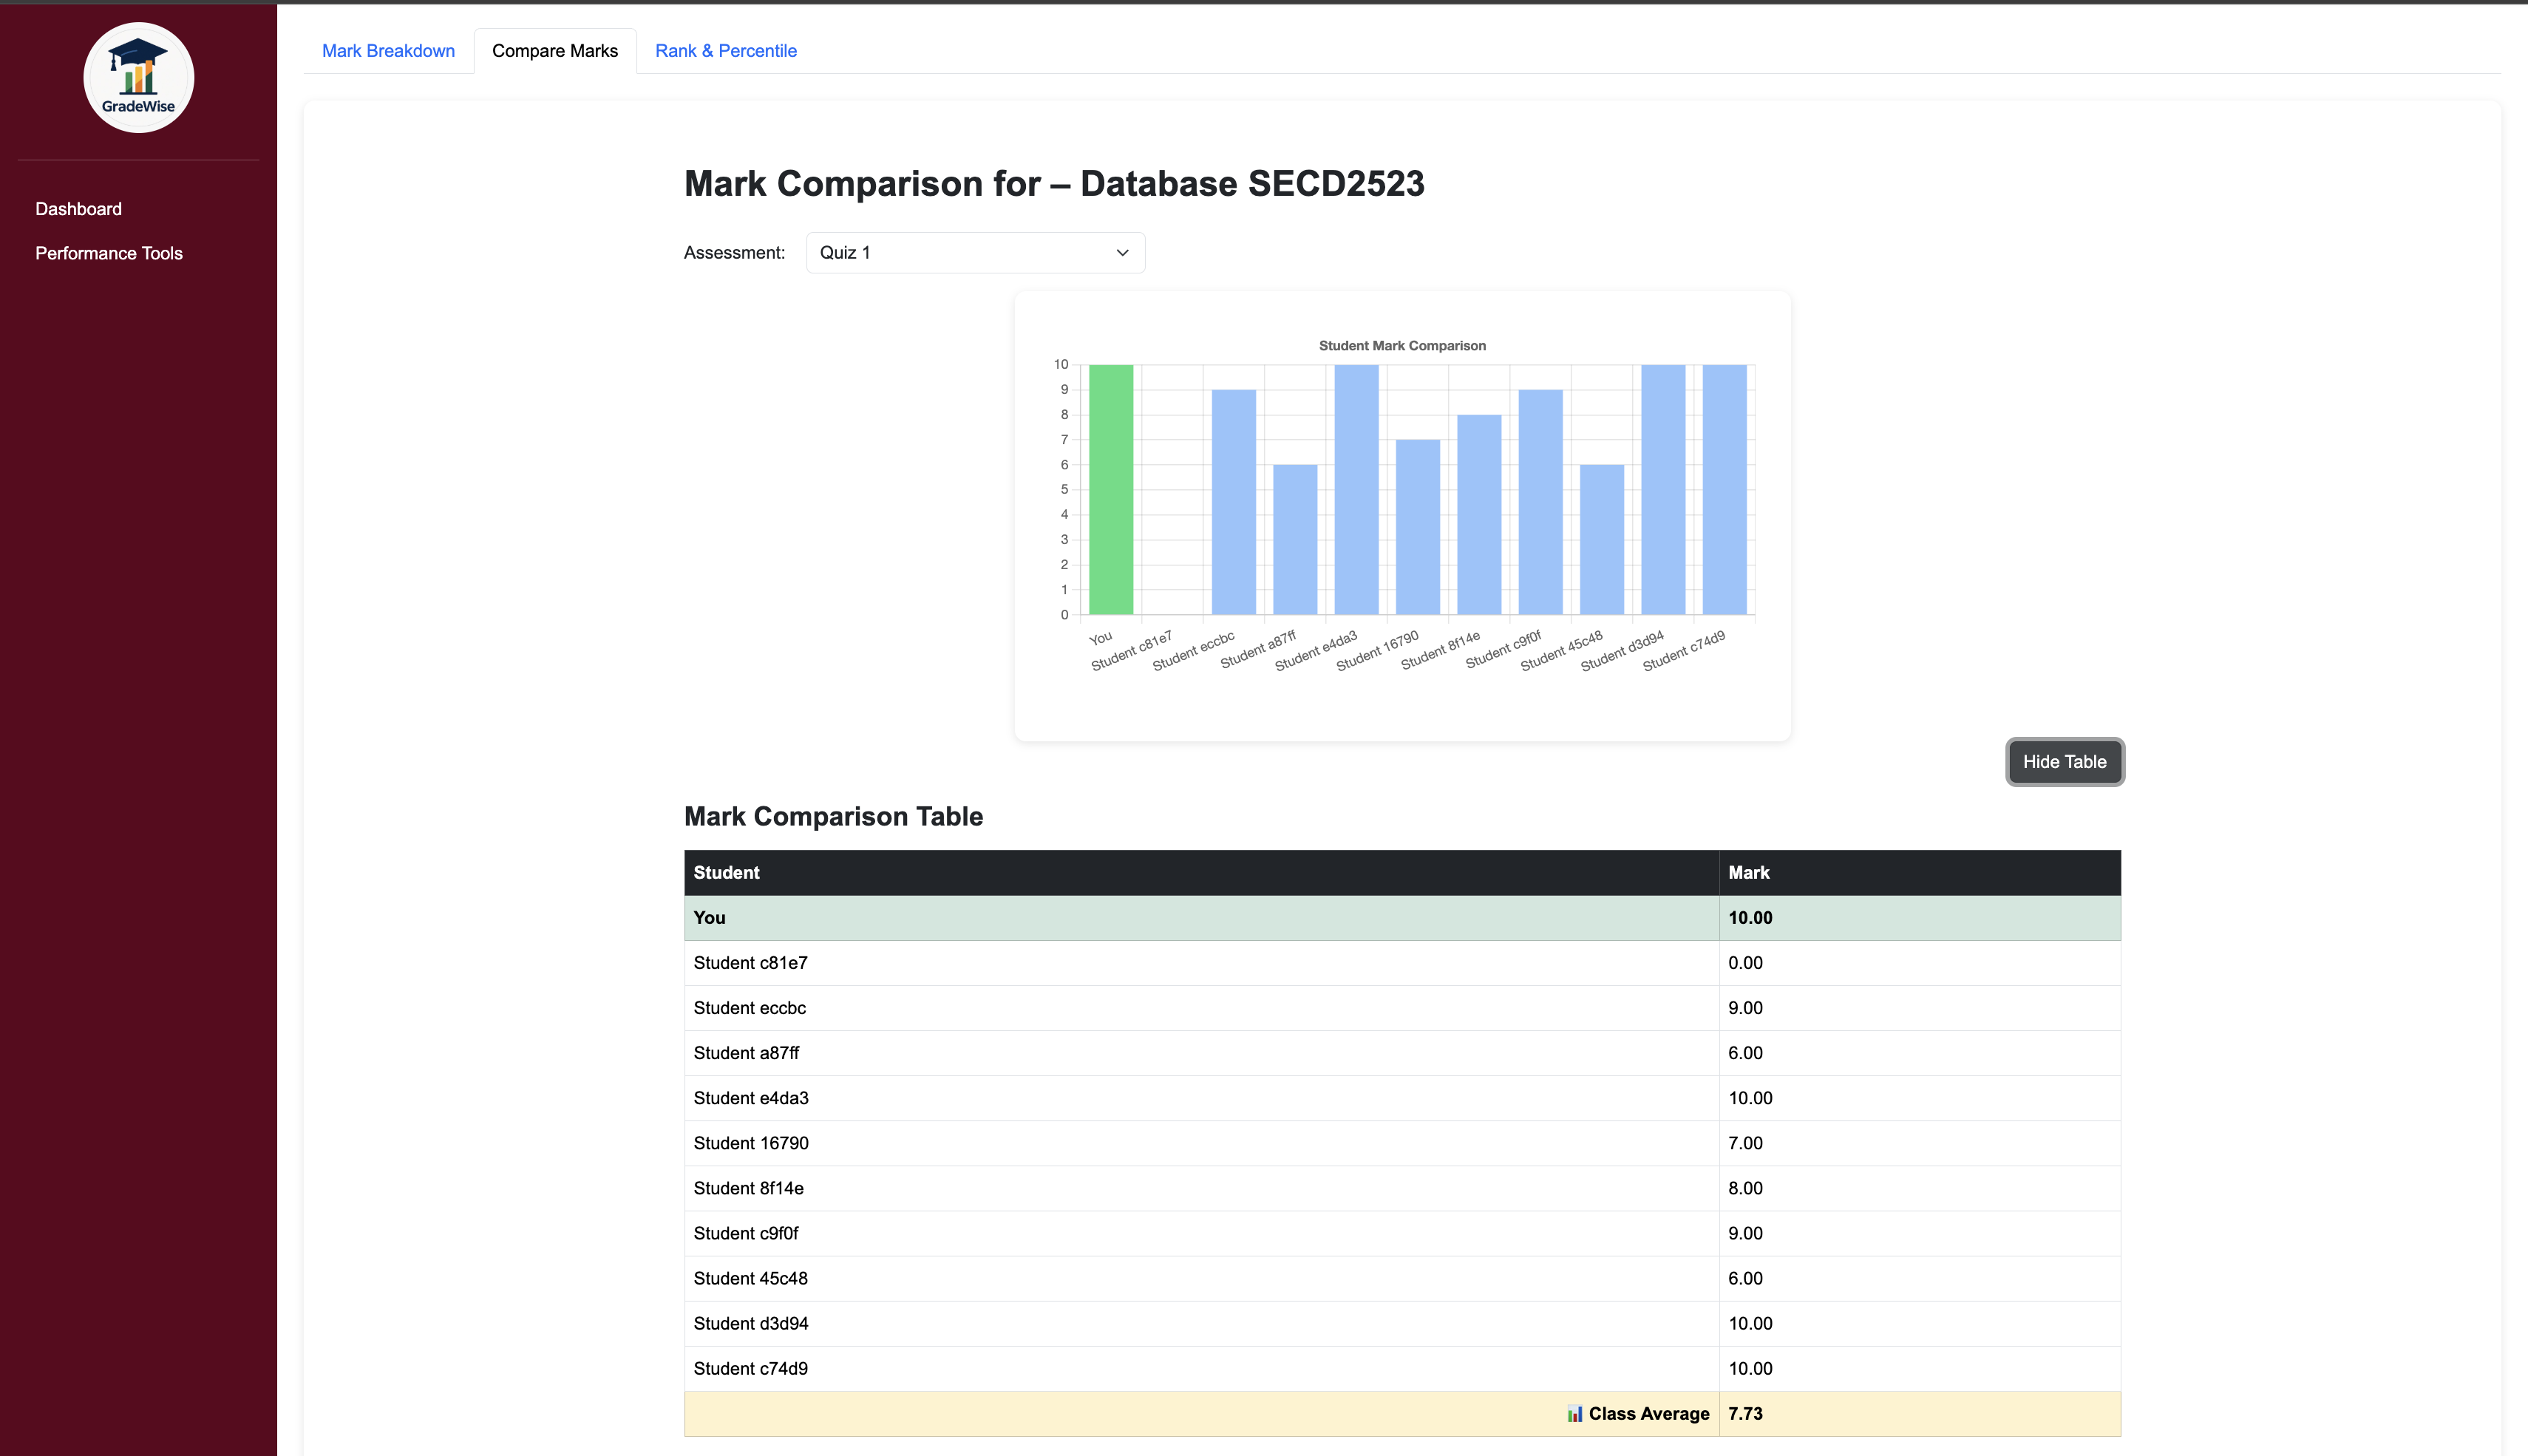 GradeWise
Dashboard
Performance Tools
Mark Breakdown
Compare Marks
Rank & Percentile
Mark Comparison for – Database SECD2523
Assessment: Quiz 1
Student Mark Comparison
10
9
8
7
6
5
4
3
2
1
0
You
Student c81e7
Student eccbc
Student a87ff
Student e4da3
Student 16790
Student 8f14e
Student c9f0f
Student 45c48
Student d3d94
Student c74d9
Hide Table
Mark Comparison Table
Student Mark
You 10.00
Student c81e7 0.00
Student eccbc 9.00
Student a87ff 6.00
Student e4da3 10.00
Student 16790 7.00
Student 8f14e 8.00
Student c9f0f 9.00
Student 45c48 6.00
Student d3d94 10.00
Student c74d9 10.00
📊 Class Average 7.73